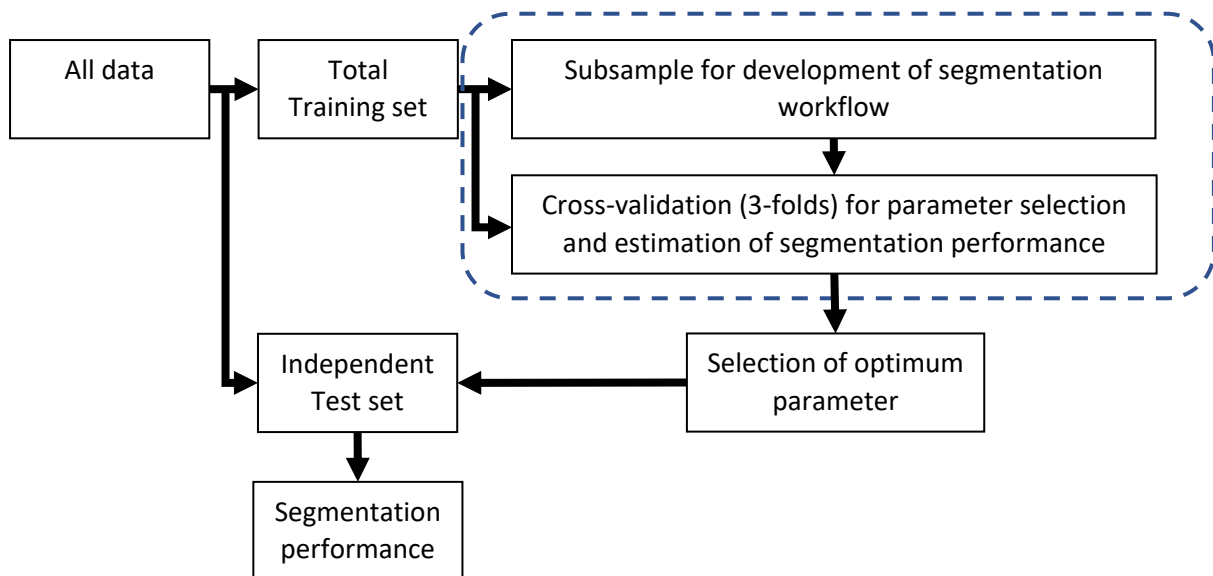 All data
Total
Training set
Subsample for development of segmentation
workflow
Cross-validation (3-folds) for parameter selection
and estimation of segmentation performance
Independent
Test set
Selection of optimum
parameter
Segmentation
performance